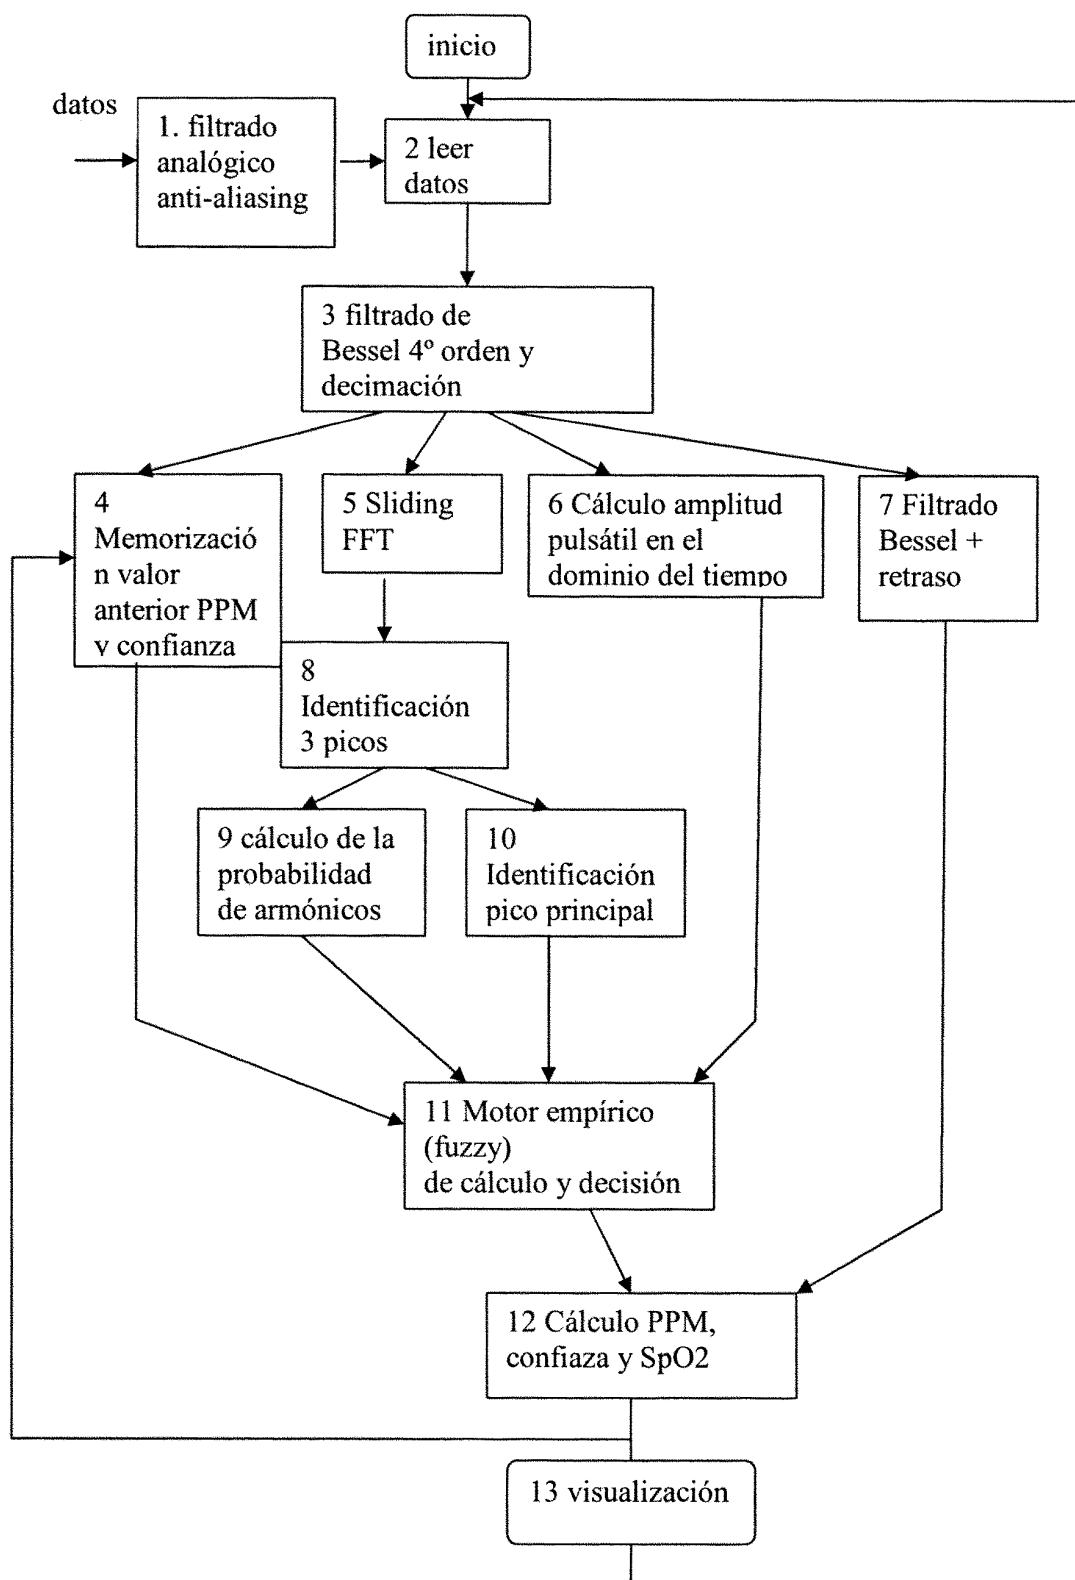 inicio
datos
1. filtrado
analógico
anti-aliasing
2 leer
datos
3 filtrado de
Bessel 4º orden y
decimación
4
Memorizació
n valor
anterior PPM
y confianza
5 Sliding
FFT
6 Cálculo amplitud
pulsátil en el
dominio del tiempo
7 Filtrado
Bessel +
retraso
8
Identificación
3 picos
9 cálculo de la
probabilidad
de armónicos
10
Identificación
pico principal
11 Motor empírico
(fuzzy)
de cálculo y decisión
12 Cálculo PPM,
confiaza y SpO2
13 visualización